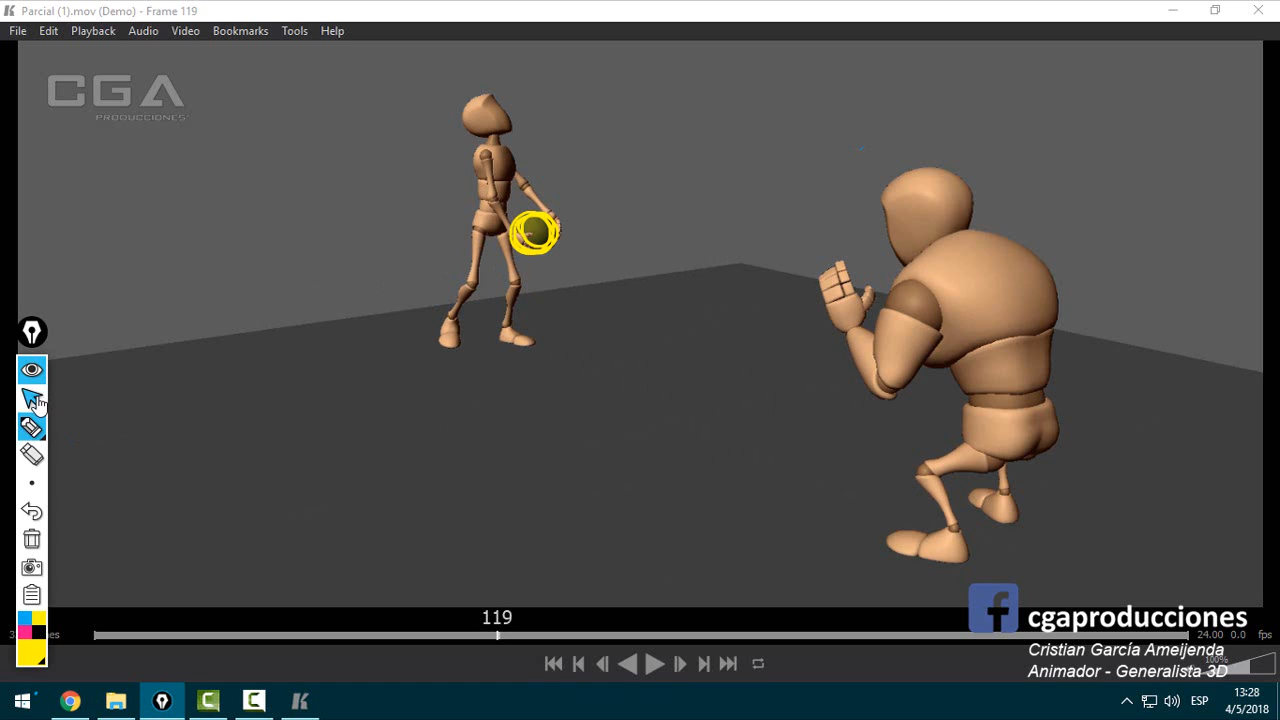 Parcial (1).mov (Demo) - Frame 119
File Edit Playback Audio Video Bookmarks Tools Help
CGA
PRODUCCIONES
119
24.00 0.0 fps
cgaproducciones
Cristian García Ameijenda
100%
Animador - Generalista 3D
ESP
13:28
4/5/2018